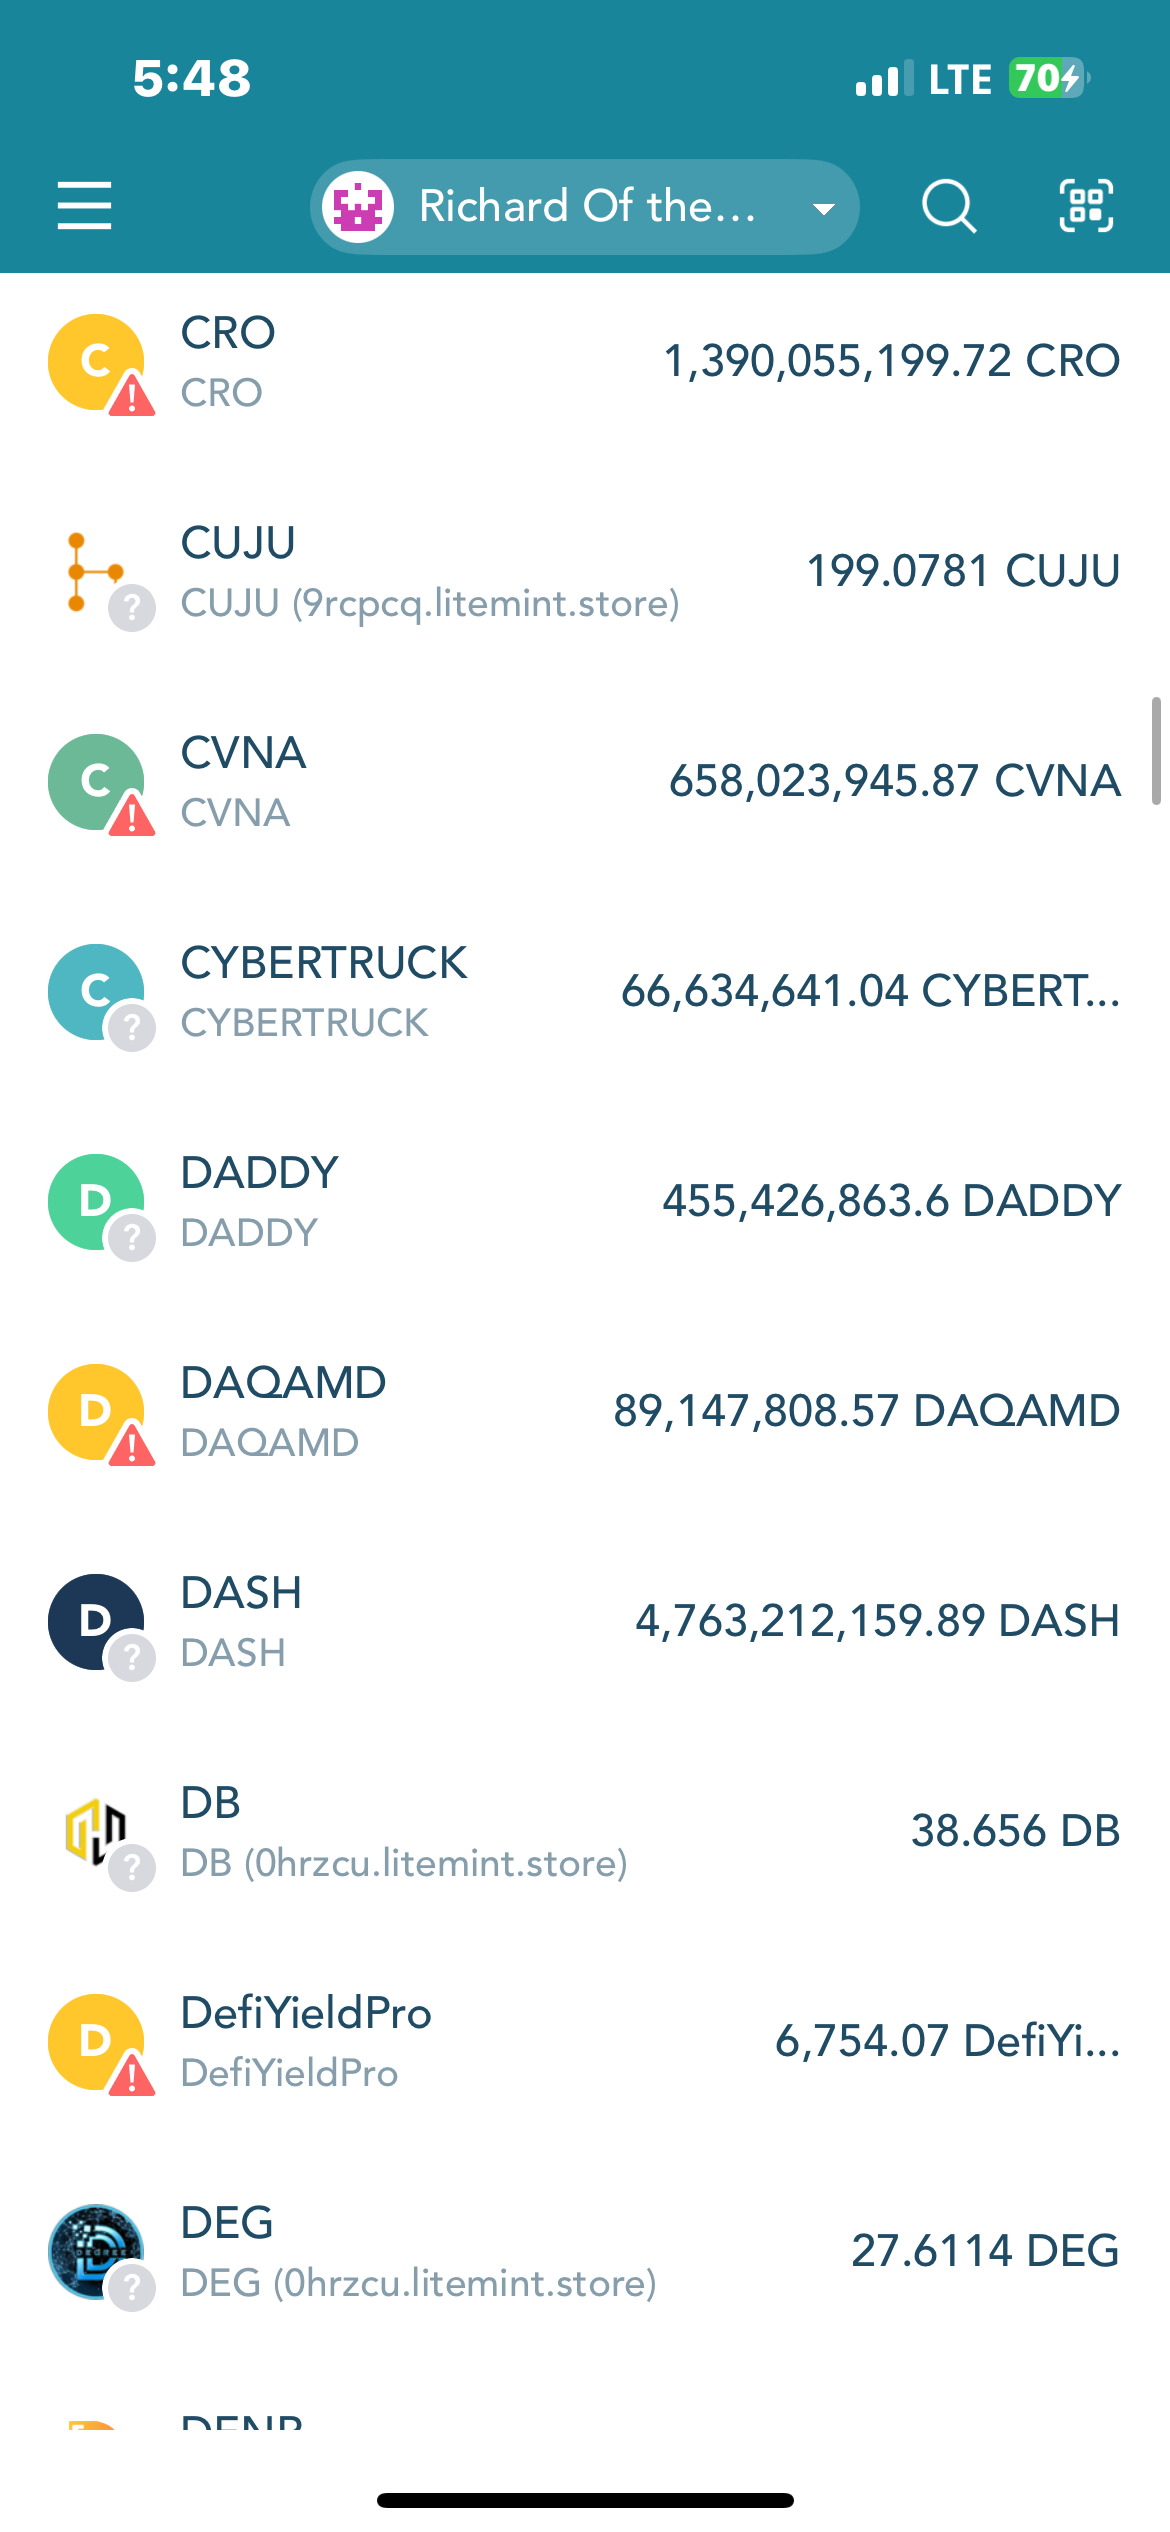 5:48
LTE 70
Richard Of the...
C
CRO
CRO
1,390,055,199.72 CRO
CUJU
CUJU (9rcpcq.litemint.store)
199.0781 CUJU
?
C
CVNA
CVNA
658,023,945.87 CVNA
C
?
CYBERTRUCK
CYBERTRUCK
66,634,641.04 CYBERT...
D
?
DADDY
DADDY
455,426,863.6 DADDY
D
DAQAMD
DAQAMD
89,147,808.57 DAQAMD
D
?
DASH
DASH
4,763,212,159.89 DASH
?
DB
DB (0hrzcu.litemint.store)
38.656 DB
D
DefiYieldPro
DefiYieldPro
6,754.07 DefiYi...
?
DEG
DEG (0hrzcu.litemint.store)
27.6114 DEG